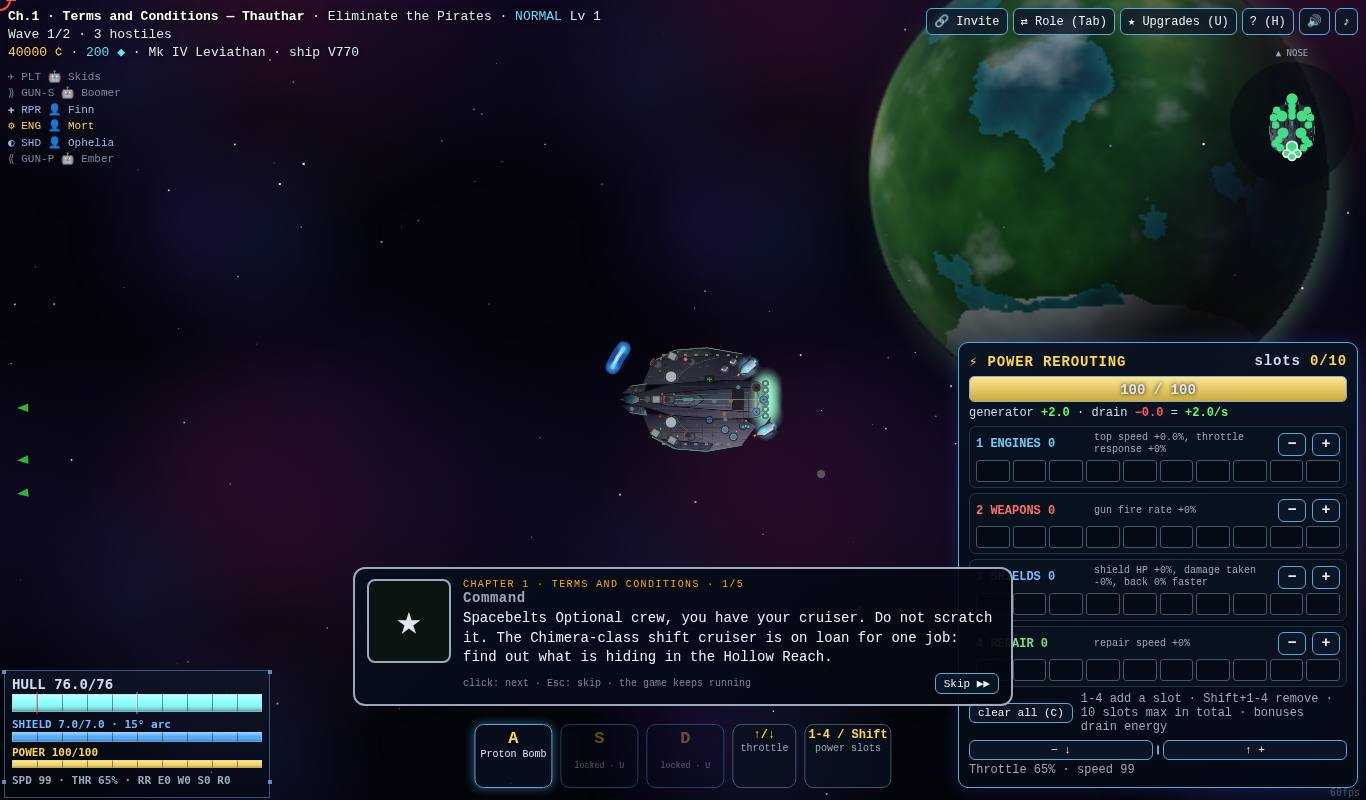 Ch.1 · Terms and Conditions — Thauthar · Eliminate the Pirates · NORMAL Lv 1
Wave 1/2 · 3 hostiles
40000 ₵ · 200 ◆ · Mk IV Leviathan · ship V770
PLT Skids
GUN-S Boomer
RPR Finn
ENG Mort
SHD Ophelia
GUN-P Ember
Invite
⇄ Role (Tab)
★ Upgrades (U)
? (H)
▲ NOSE
⚡ POWER REROUTING
slots 0/10
100 / 100
generator +2.0 · drain −0.0 = +2.0/s
1 ENGINES 0
top speed +0.0%, throttle
response +0%
− +
2 WEAPONS 0
gun fire rate +0%
− +
3 SHIELDS 0
shield HP +0%, damage taken
-0%, back 0% faster
− +
4 REPAIR 0
repair speed +0%
− +
clear all (C)
1-4 add a slot · Shift+1-4 remove ·
10 slots max in total · bonuses
drain energy
− ↓
↑ +
Throttle 65% · speed 99
60fps
CHAPTER 1 · TERMS AND CONDITIONS · 1/5
Command
Spacebelts Optional crew, you have your cruiser. Do not scratch
it. The Chimera-class shift cruiser is on loan for one job:
find out what is hiding in the Hollow Reach.
click: next · Esc: skip · the game keeps running
Skip ▶▶
HULL 76.0/76
SHIELD 7.0/7.0 · 15° arc
POWER 100/100
SPD 99 · THR 65% · RR E0 W0 S0 R0
A
Proton Bomb
S
locked · U
D
locked · U
↑/↓
throttle
1-4 / Shift
power slots